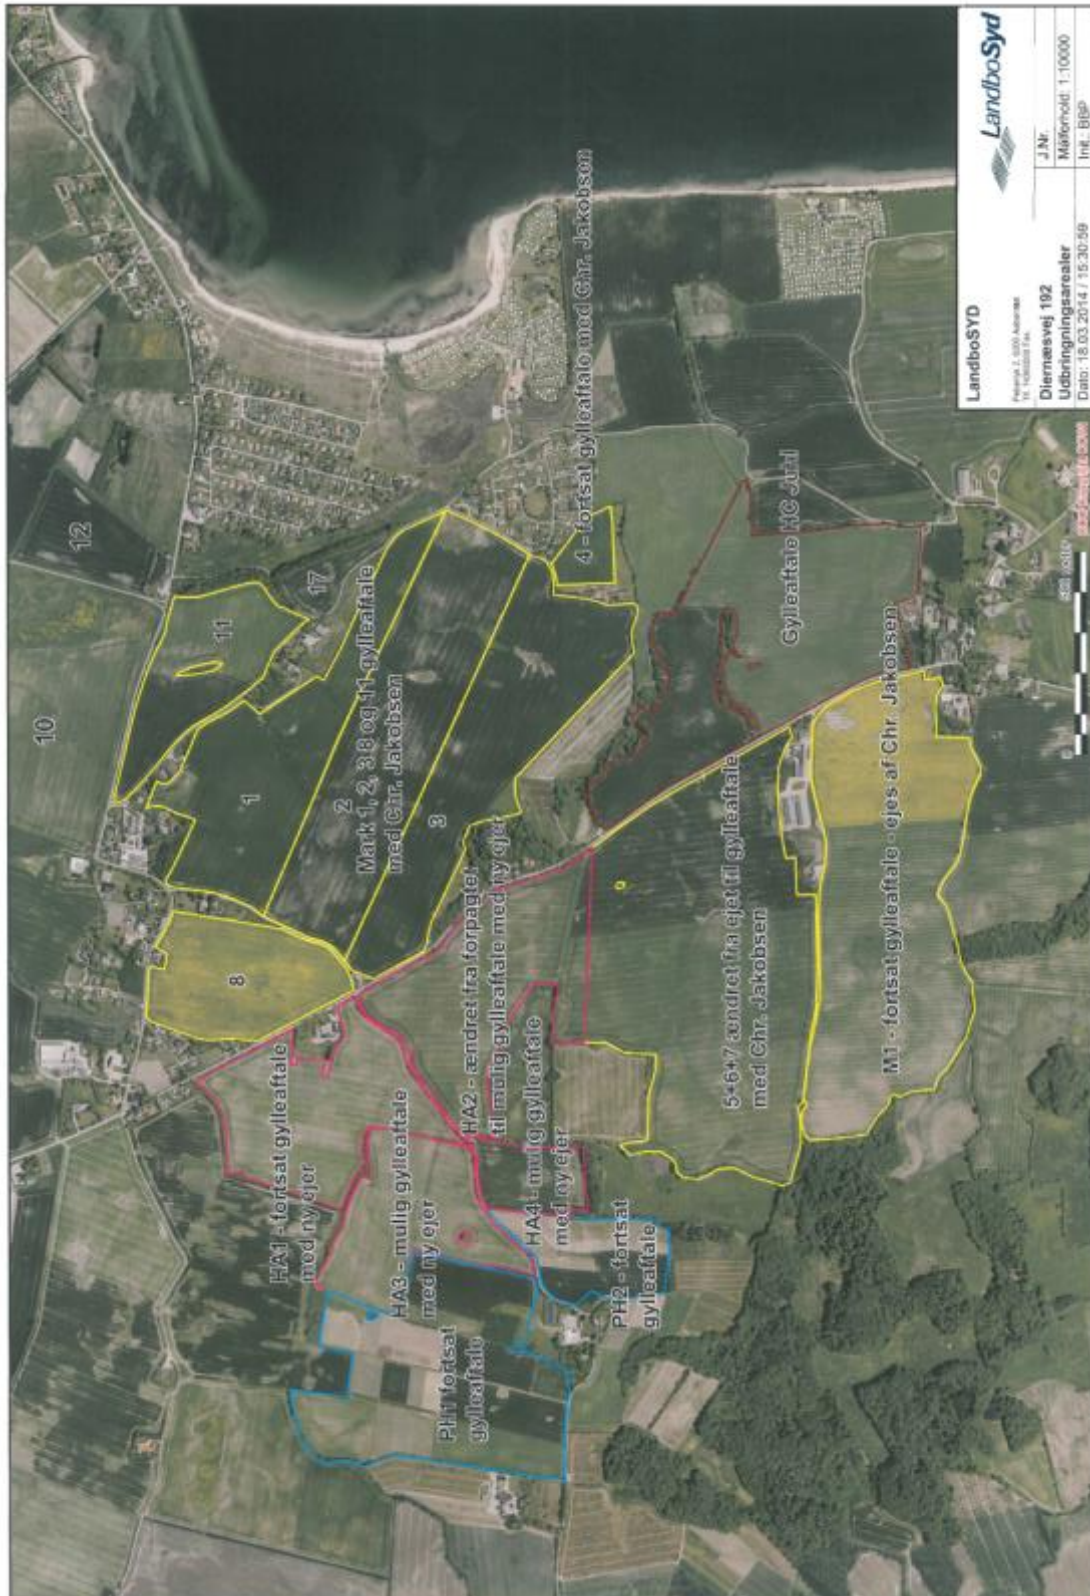 10
12
11
17
1
2
Mark 1, 2, 3 8 og 11 gylleaftale
med Chr. Jakobsen
3
8
4 - fortsat gylleaftale med Chr. Jakobsen
HA1 - fortsat gylleaftale
med ny ejer
HA3 - mulig gylleaftale
med ny ejer
HA2 - ændret fra forpagtet
til mulig gylleaftale med ny ejer
HA4 - mulig gylleaftale
med ny ejer
PH1 fortsat
gylleaftale
PH2 - fortsat
gylleaftale
Gylleaftale HC Juhl
5+6+7 ændret fra ejet til gylleaftale
med Chr. Jakobsen
M1 - fortsat gylleaftale - ejes af Chr. Jakobsen
LandboSYD
LandboSyd
Diernæsvej 192
Udbringningsarealer
Dato: 18.03.2014 / 15:30:59
J.Nr.
Målforhold: 1:10000
Init.: BBP